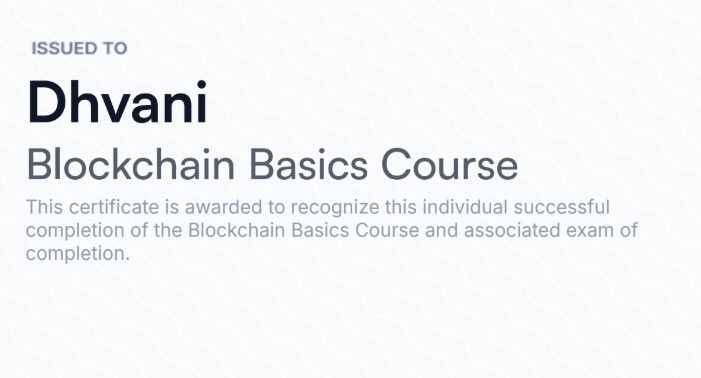 ISSUED TO
Dhvani
Blockchain Basics Course
This certificate is awarded to recognize this individual successful
completion of the Blockchain Basics Course and associated exam of
completion.